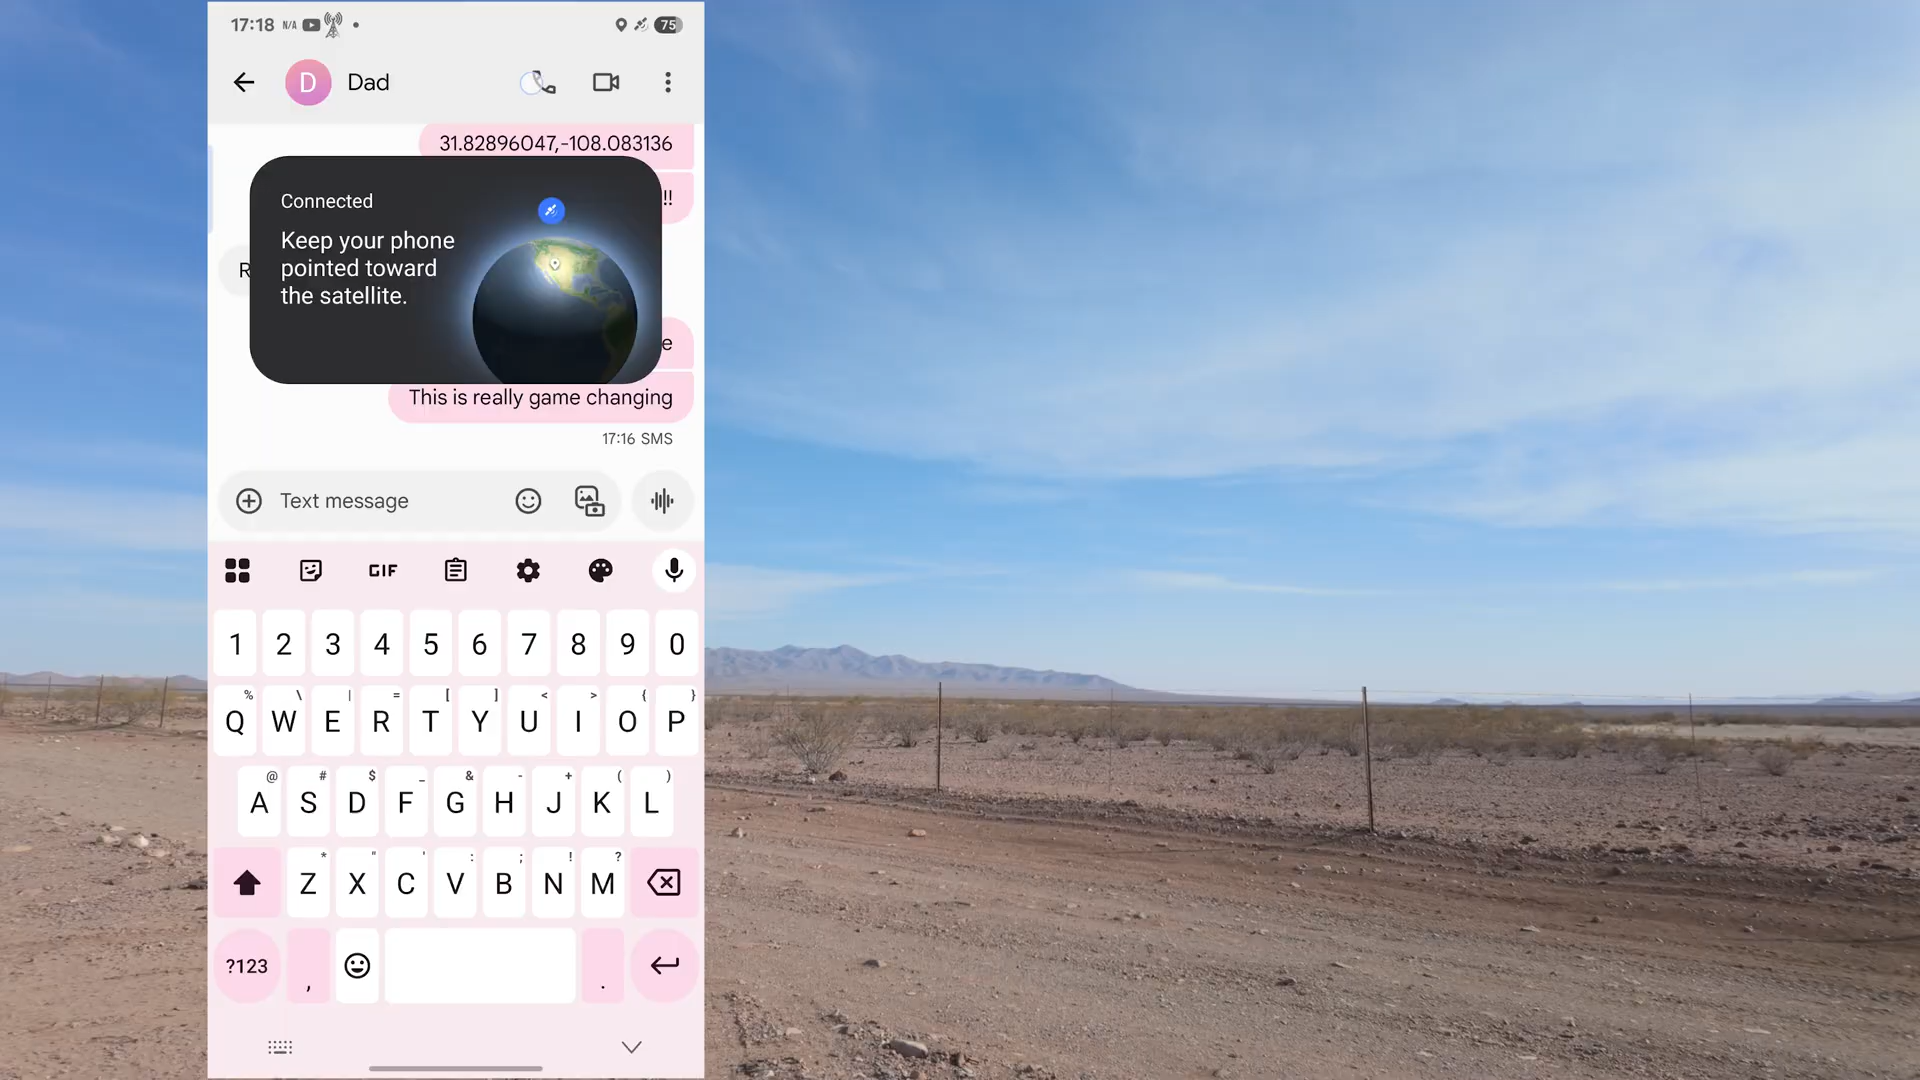 17:18 N/A 75
D Dad
31.82896047,-108.083136
!!
Connected
Keep your phone
pointed toward
the satellite.
R
e
This is really game changing
17:16 SMS
Text message
GIF
1 2 3 4 5 6 7 8 9 0
% \ | = [ ] < > { }
Q W E R T Y U I O P
@ # $ _ & - + ( )
A S D F G H J K L
* " ' : ; ! ?
Z X C V B N M
?123 , .